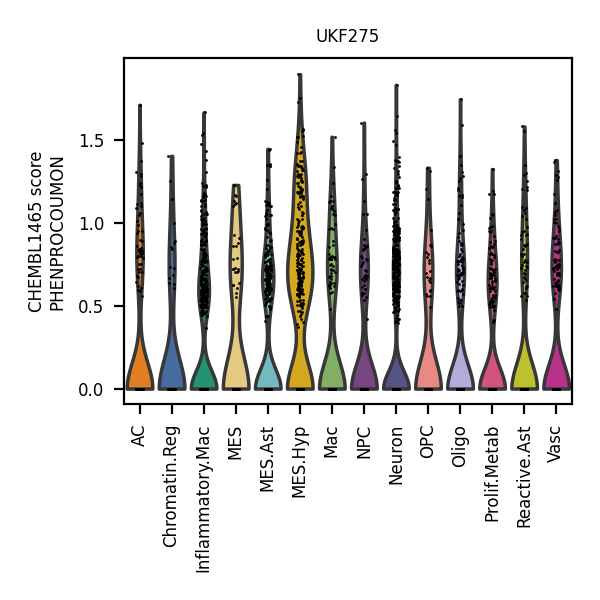 UKF275
CHEMBL1465 score
PHENPROCOUMON
1.5
1.0
0.5
0.0
AC
Chromatin.Reg
Inflammatory.Mac
MES
MES.Ast
MES.Hyp
Mac
NPC
Neuron
OPC
Oligo
Prolif.Metab
Reactive.Ast
Vasc